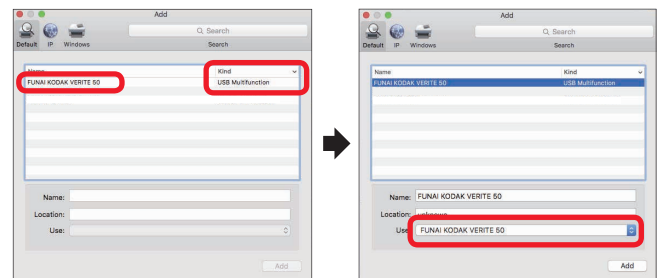 Add
Q Search
Default IP Windows
Search
Name Kind
FUNAI KODAK VERITE 50 USB Multifunction
Name:
Location:
Use:
Add
Add
Q Search
Default IP Windows
Search
Name Kind
FUNAI KODAK VERITE 50 USB Multifunction
Name: FUNAI KODAK VERITE 50
Location: unknown
Use: FUNAI KODAK VERITE 50
Add